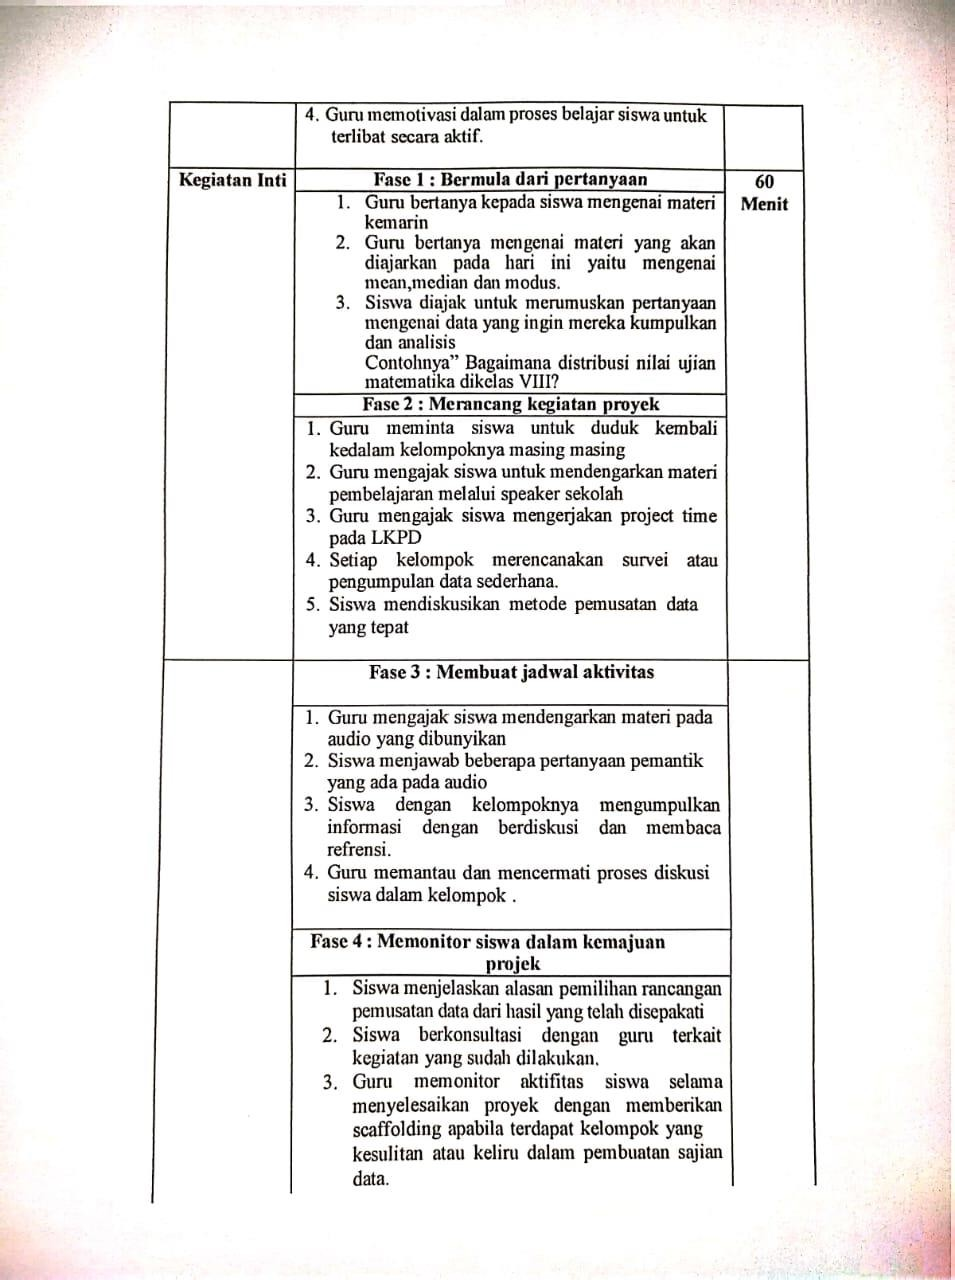 4. Guru memotivasi dalam proses belajar siswa untuk
terlibat secara aktif.
Kegiatan Inti
Fase 1 : Bermula dari pertanyaan
60
Menit
1. Guru bertanya kepada siswa mengenai materi
kemarin
2. Guru bertanya mengenai materi yang akan
diajarkan pada hari ini yaitu mengenai
mean,median dan modus.
3. Siswa diajak untuk merumuskan pertanyaan
mengenai data yang ingin mereka kumpulkan
dan analisis
Contohnya” Bagaimana distribusi nilai ujian
matematika dikelas VIII?
Fase 2 : Merancang kegiatan proyek
1. Guru meminta siswa untuk duduk kembali
kedalam kelompoknya masing masing
2. Guru mengajak siswa untuk mendengarkan materi
pembelajaran melalui speaker sekolah
3. Guru mengajak siswa mengerjakan project time
pada LKPD
4. Setiap kelompok merencanakan survei atau
pengumpulan data sederhana.
5. Siswa mendiskusikan metode pemusatan data
yang tepat
Fase 3 : Membuat jadwal aktivitas
1. Guru mengajak siswa mendengarkan materi pada
audio yang dibunyikan
2. Siswa menjawab beberapa pertanyaan pemantik
yang ada pada audio
3. Siswa dengan kelompoknya mengumpulkan
informasi dengan berdiskusi dan membaca
refrensi.
4. Guru memantau dan mencermati proses diskusi
siswa dalam kelompok .
Fase 4 : Memonitor siswa dalam kemajuan
projek
1. Siswa menjelaskan alasan pemilihan rancangan
pemusatan data dari hasil yang telah disepakati
2. Siswa berkonsultasi dengan guru terkait
kegiatan yang sudah dilakukan.
3. Guru memonitor aktifitas siswa selama
menyelesaikan proyek dengan memberikan
scaffolding apabila terdapat kelompok yang
kesulitan atau keliru dalam pembuatan sajian
data.